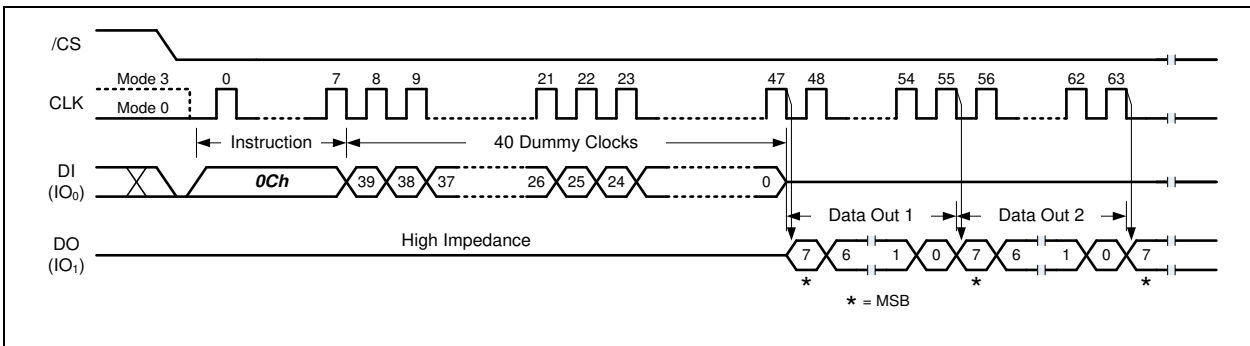 /CS
Mode 3 0 7 8 9 21 22 23 47 48 54 55 56 62 63
CLK
Mode 0
Instruction 40 Dummy Clocks
DI
(IO0)
0Ch 39 38 37 26 25 24 0
Data Out 1 Data Out 2
DO
(IO1)
High Impedance
7 6 1 0 7 6 1 0 7
* * *
* = MSB